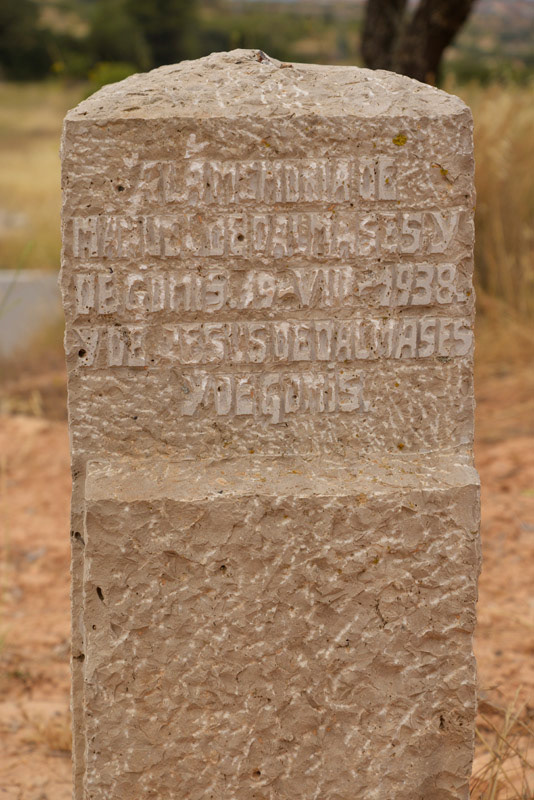 A LA MEMORIA DE
MANUEL DE DALMASES Y
DE GOMIS. 19-VIII-1938.
Y DE JESUS DE DALMASES
Y DE GOMIS.